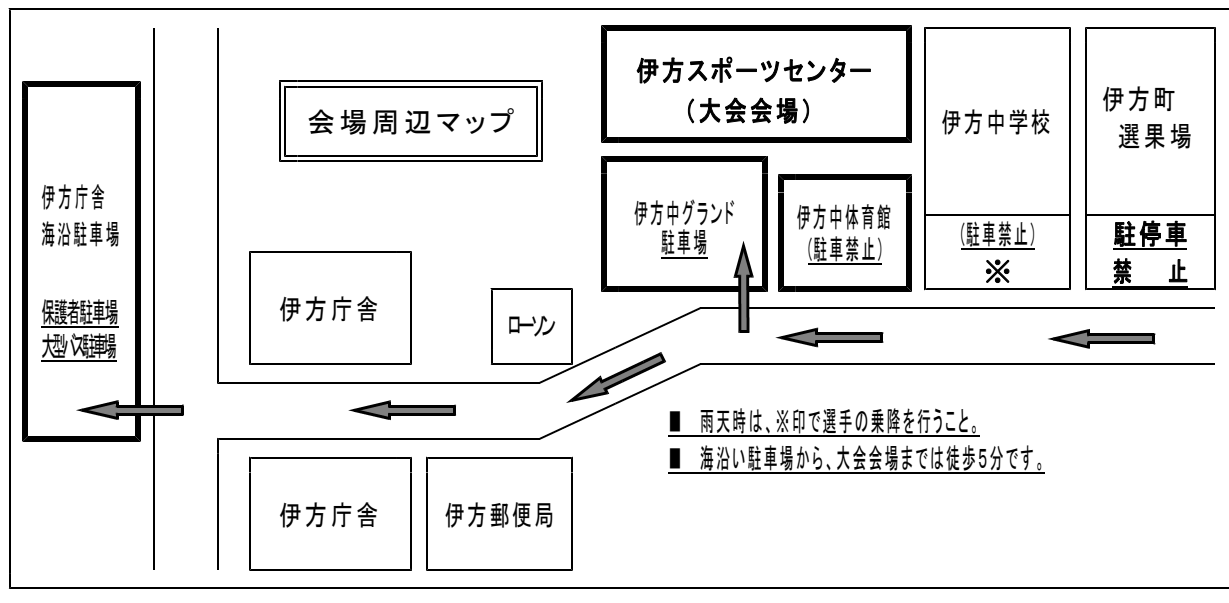 会場周辺マップ
伊方スポーツセンター
(大会会場)
伊方中学校
(駐車禁止)
※
伊方町
選果場
駐停車
禁　止
伊方中グランド
駐車場
伊方中体育館
(駐車禁止)
伊方庁舎
海沿駐車場
保護者駐車場
大型バス駐車場
伊方庁舎
ローソン
■　雨天時は、※印で選手の乗降を行うこと。
■　海沿い駐車場から、大会会場までは徒歩5分です。
伊方庁舎
伊方郵便局